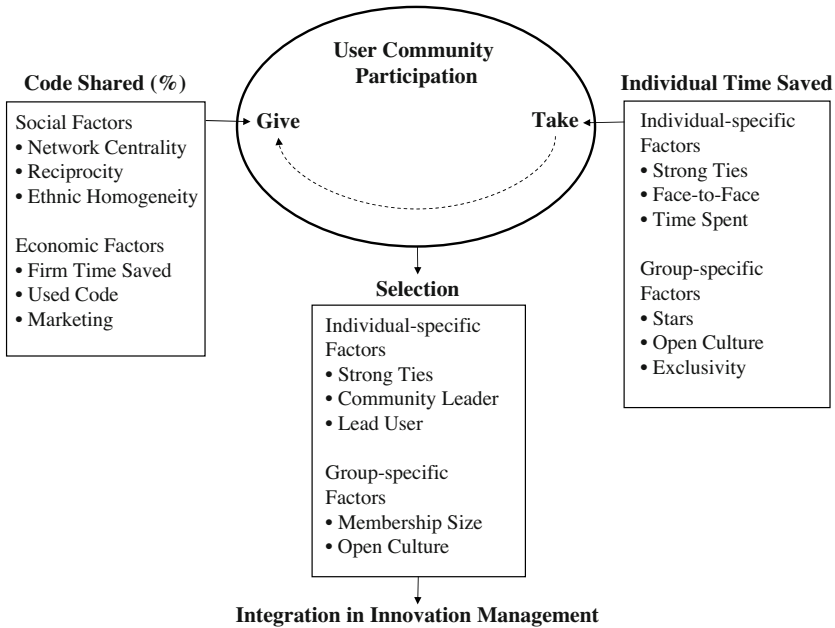 User Community
Participation
Code Shared (%)
Individual Time Saved
Give
Take
Social Factors
• Network Centrality
• Reciprocity
• Ethnic Homogeneity
Economic Factors
• Firm Time Saved
• Used Code
• Marketing
Individual-specific
Factors
• Strong Ties
• Face-to-Face
• Time Spent
Group-specific
Factors
• Stars
• Open Culture
• Exclusivity
Selection
Individual-specific
Factors
• Strong Ties
• Community Leader
• Lead User
Group-specific
Factors
• Membership Size
• Open Culture
Integration in Innovation Management